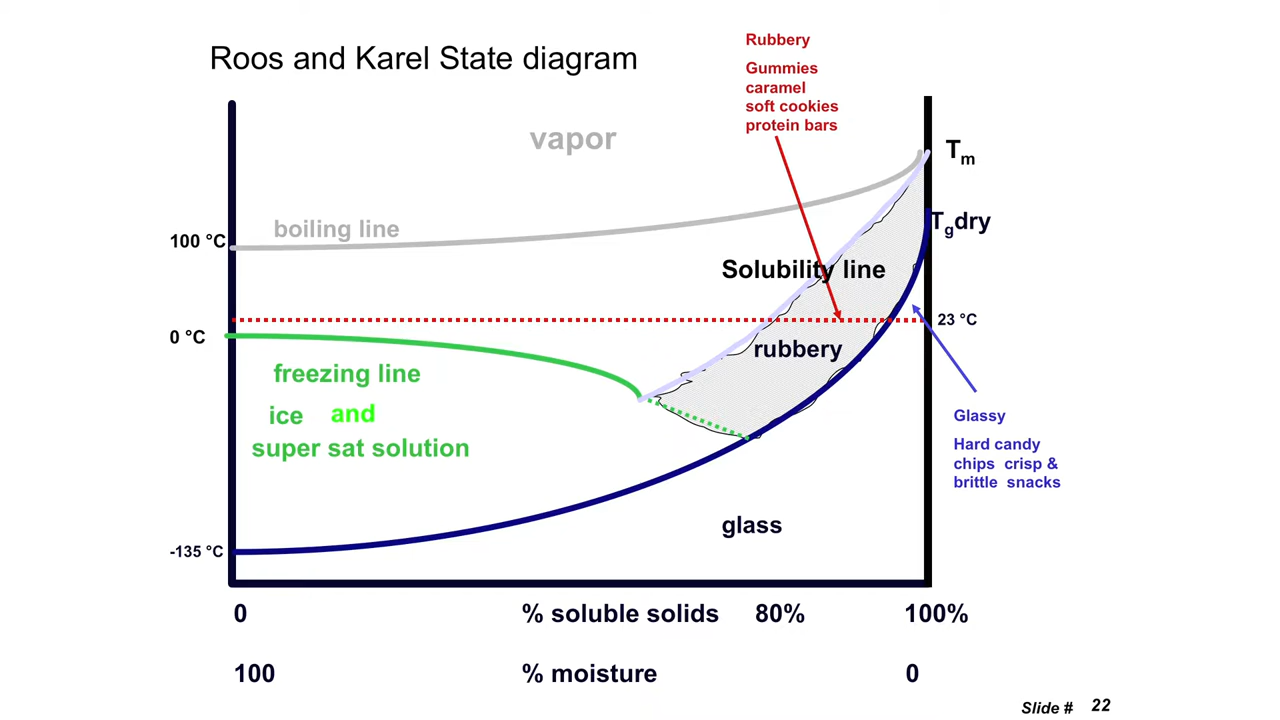 Roos and Karel State diagram
Rubbery
Gummies
caramel
soft cookies
protein bars
vapor
Tm
boiling line
Tgdry
100 °C
Solubility line
23 °C
0 °C
rubbery
freezing line
ice and
super sat solution
Glassy
Hard candy
chips crisp &
brittle snacks
glass
-135 °C
0 % soluble solids 80% 100%
100 % moisture 0
Slide # 22